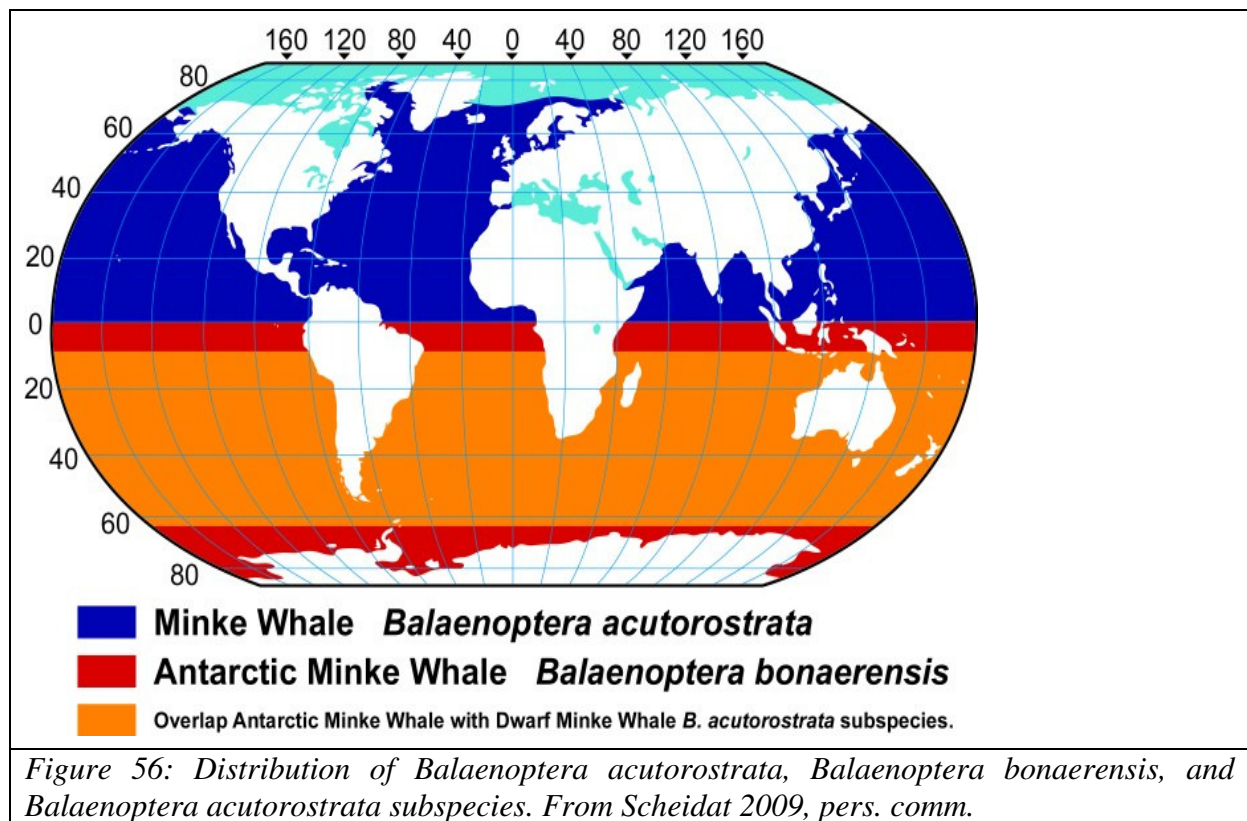 160 120 80 40 0 40 80 120 160
80
60
40
20
0
20
40
60
80
Minke Whale Balaenoptera acutorostrata
Antarctic Minke Whale Balaenoptera bonaerensis
Overlap Antarctic Minke Whale with Dwarf Minke Whale B. acutorostrata subspecies.
Figure 56: Distribution of Balaenoptera acutorostrata, Balaenoptera bonaerensis, and
Balaenoptera acutorostrata subspecies. From Scheidat 2009, pers. comm.